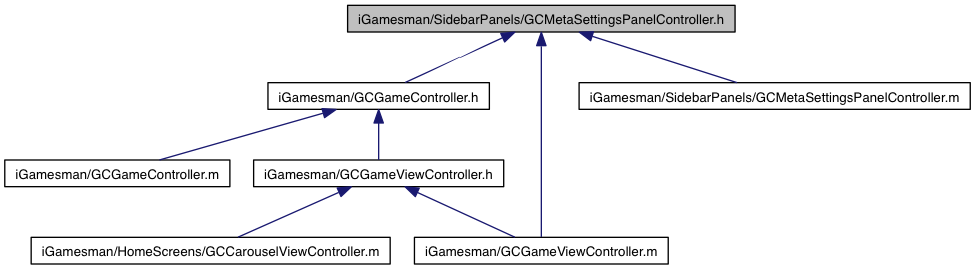 iGamesman/SidebarPanels/GCMetaSettingsPanelController.h
iGamesman/GCGameController.h
iGamesman/SidebarPanels/GCMetaSettingsPanelController.m
iGamesman/GCGameController.m
iGamesman/GCGameViewController.h
iGamesman/HomeScreens/GCCarouselViewController.m
iGamesman/GCGameViewController.m